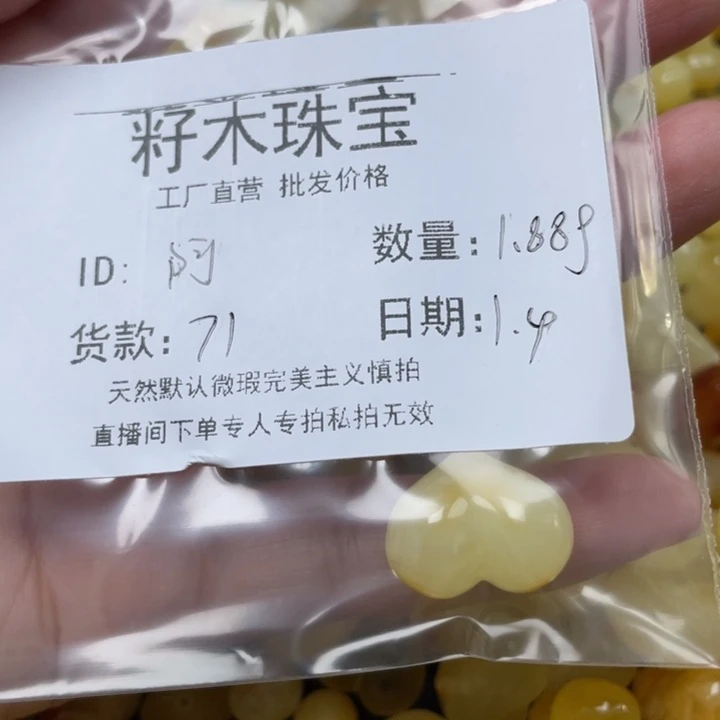 籽木珠宝
工厂直营 批发价格
ID: 阿 数量: 1.88g
货款: 71 日期: 1.4
天然默认微瑕完美主义慎拍
直播间下单专人专拍私拍无效